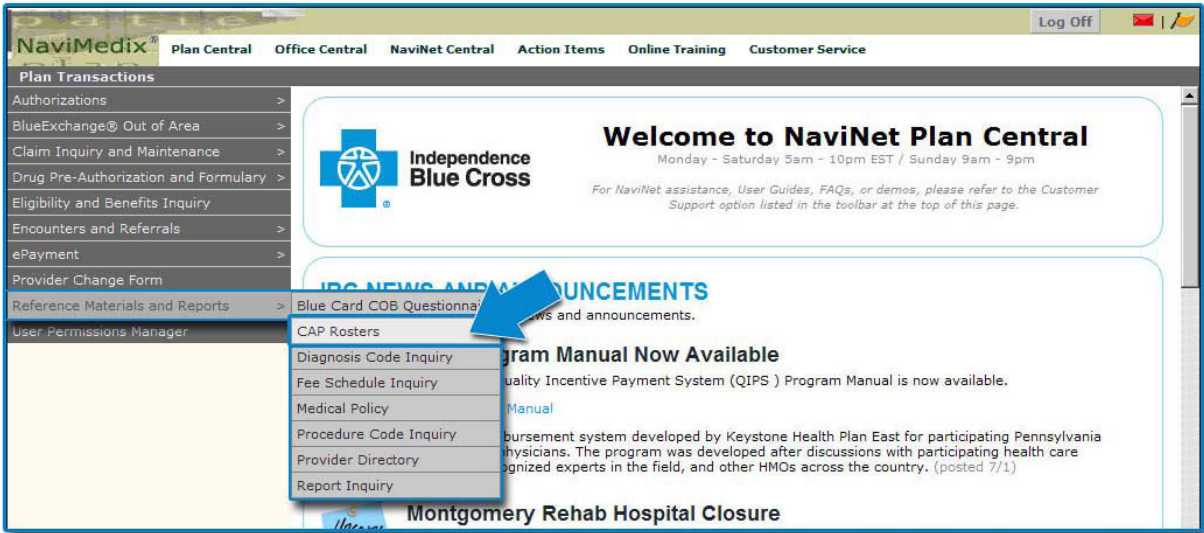 Log Off
|
NaviMedix®
Plan Central Office Central NaviNet Central Action Items Online Training Customer Service
Plan Transactions
Authorizations >
BlueExchange® Out of Area >
Claim Inquiry and Maintenance >
Drug Pre-Authorization and Formulary >
Eligibility and Benefits Inquiry
Encounters and Referrals >
ePayment >
Provider Change Form
Reference Materials and Reports >
User Permissions Manager
Blue Card COB
CAP Rosters
Diagnosis Code Inquiry
Fee Schedule Inquiry
Medical Policy
Procedure Code Inquiry
Provider Directory
Report Inquiry
Independence
Blue Cross
®
Welcome to NaviNet Plan Central
Monday - Saturday 5am - 10pm EST / Sunday 9am - 9pm
For NaviNet assistance, User Guides, FAQs, or demos, please refer to the Customer
Support option listed in the toolbar at the top of this page.
IBC NEWS AND ANNOUNCEMENTS
and announcements.
Manual Now Available
Incentive Payment System (QIPS ) Program Manual is now available.
Manual
system developed by Keystone Health Plan East for participating Pennsylvania
The program was developed after discussions with participating health care
experts in the field, and other HMOs across the country. (posted 7/1)
Montgomery Rehab Hospital Closure